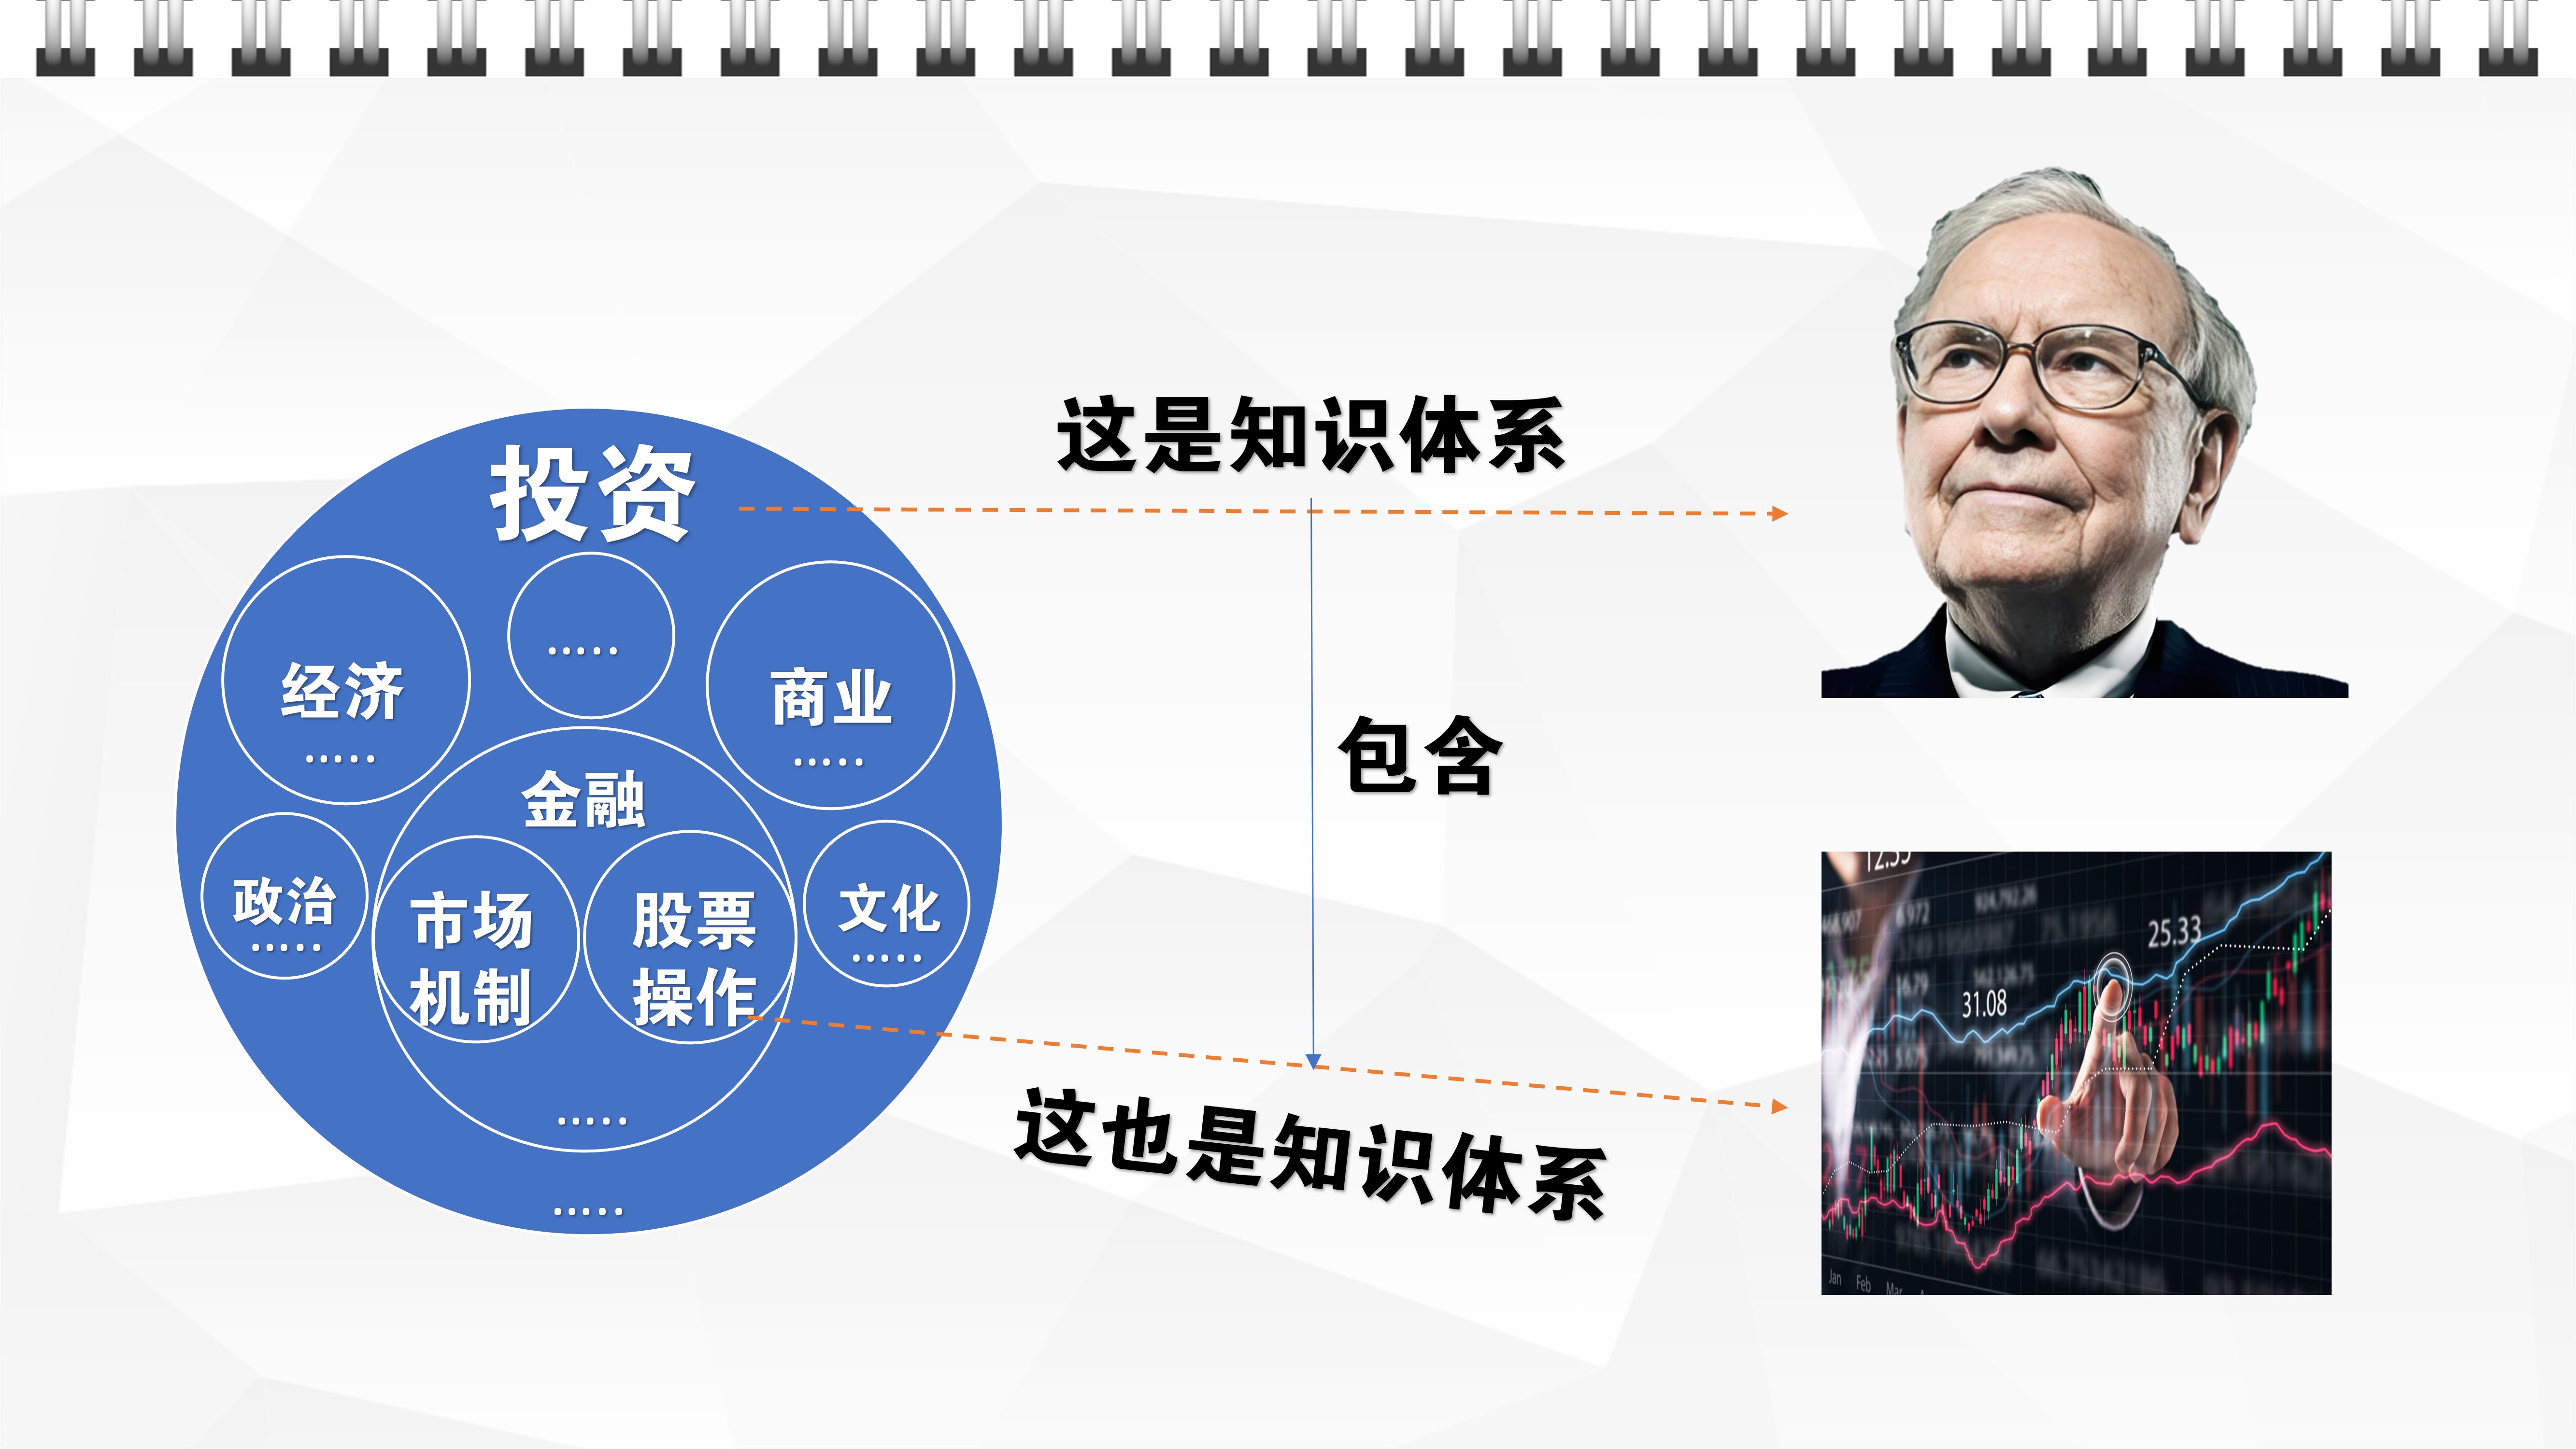 投资
这是知识体系
.....
经济
.....
商业
.....
金融
包含
政治
.....
市场
机制
股票
操作
文化
.....
.....
.....
这也是知识体系
25.33
31.08
16.79
Jan Feb Mar